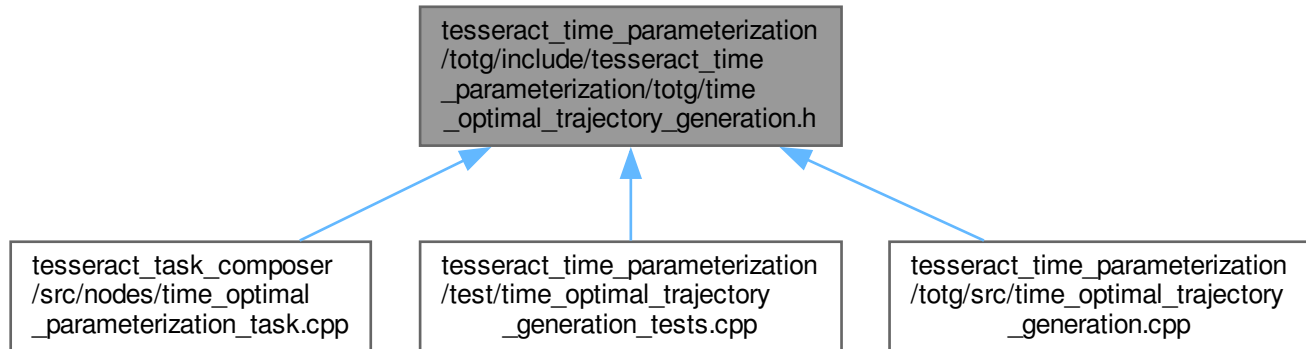 tesseract_time_parameterization
/totg/include/tesseract_time
_parameterization/totg/time
_optimal_trajectory_generation.h
tesseract_task_composer
/src/nodes/time_optimal
_parameterization_task.cpp
tesseract_time_parameterization
/test/time_optimal_trajectory
_generation_tests.cpp
tesseract_time_parameterization
/totg/src/time_optimal_trajectory
_generation.cpp